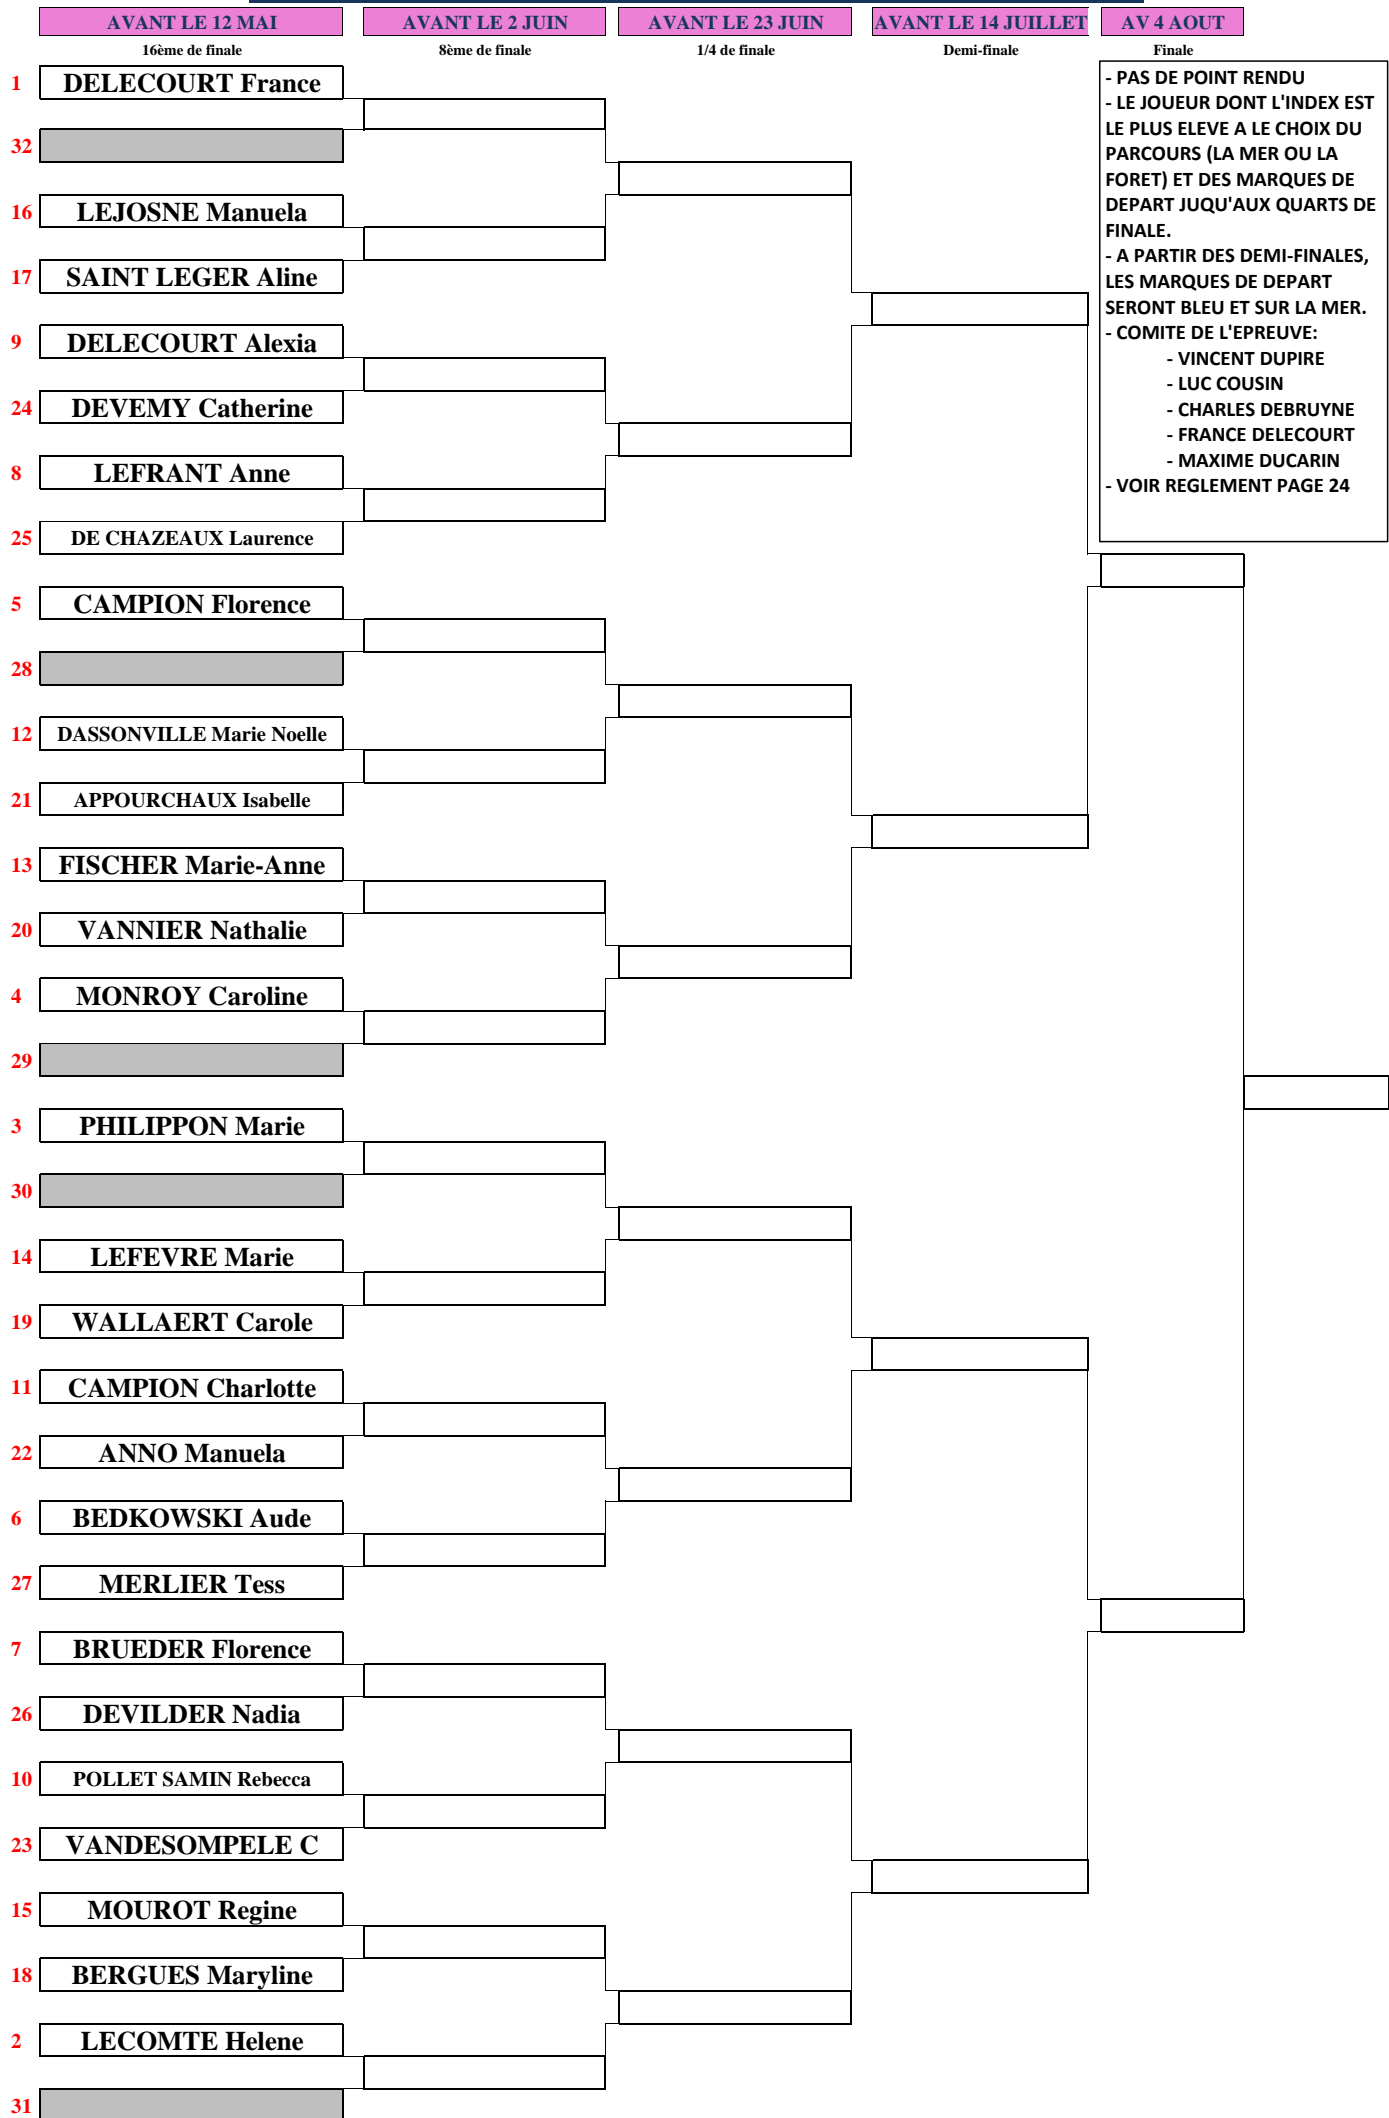 AVANT LE 12 MAI
AVANT LE 2 JUIN
AVANT LE 23 JUIN
AVANT LE 14 JUILLET
AV 4 AOUT
16ème de finale
8ème de finale
1/4 de finale
Demi-finale
Finale
1 DELECOURT France
32
16 LEJOSNE Manuela
17 SAINT LEGER Aline
9 DELECOURT Alexia
24 DEVEMY Catherine
8 LEFRANT Anne
25 DE CHAZEAUX Laurence
5 CAMPION Florence
28
12 DASSONVILLE Marie Noelle
21 APPOURCHAUX Isabelle
13 FISCHER Marie-Anne
20 VANNIER Nathalie
4 MONROY Caroline
29
3 PHILIPPON Marie
30
14 LEFEVRE Marie
19 WALLAERT Carole
11 CAMPION Charlotte
22 ANNO Manuela
6 BEDKOWSKI Aude
27 MERLIER Tess
7 BRUEDER Florence
26 DEVILDER Nadia
10 POLLET SAMIN Rebecca
23 VANDESOMPELE C
15 MOUROT Regine
18 BERGUES Maryline
2 LECOMTE Helene
31
- PAS DE POINT RENDU
- LE JOUEUR DONT L'INDEX EST
LE PLUS ELEVE A LE CHOIX DU
PARCOURS (LA MER OU LA
FORET) ET DES MARQUES DE
DEPART JUQU'AUX QUARTS DE
FINALE.
- A PARTIR DES DEMI-FINALES,
LES MARQUES DE DEPART
SERONT BLEU ET SUR LA MER.
- COMITE DE L'EPREUVE:
- VINCENT DUPIRE
- LUC COUSIN
- CHARLES DEBRUYNE
- FRANCE DELECOURT
- MAXIME DUCARIN
- VOIR REGLEMENT PAGE 24